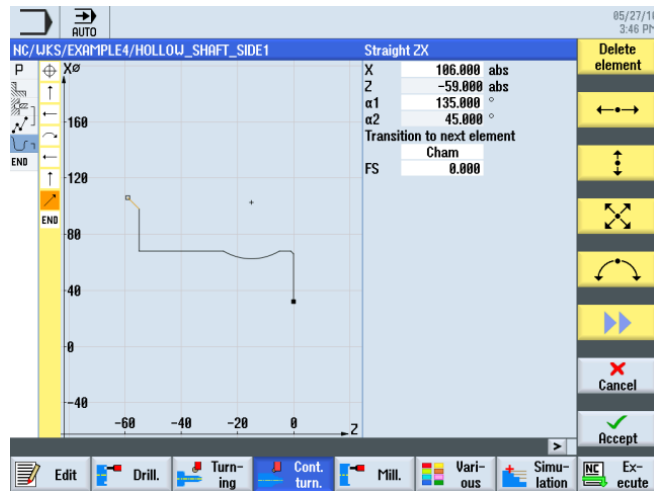 AUTO
05/27/1
3:46 PM
NC/WKS/EXAMPLE4/HOLLOW_SHAFT_SIDE1
Straight ZX
Delete
element
P
XØ
X 106.000 abs
Z -59.000 abs
α1 135.000 °
α2 45.000 °
Transition to next element
Cham
FS 0.000
END
END
160
120
80
40
0
-40
-60 -40 -20 0 Z
Cancel
Accept
>
Edit
Drill.
Turn-
ing
Cont.
turn.
Mill.
Vari-
ous
Simu-
lation
NC
Ex-
ecute